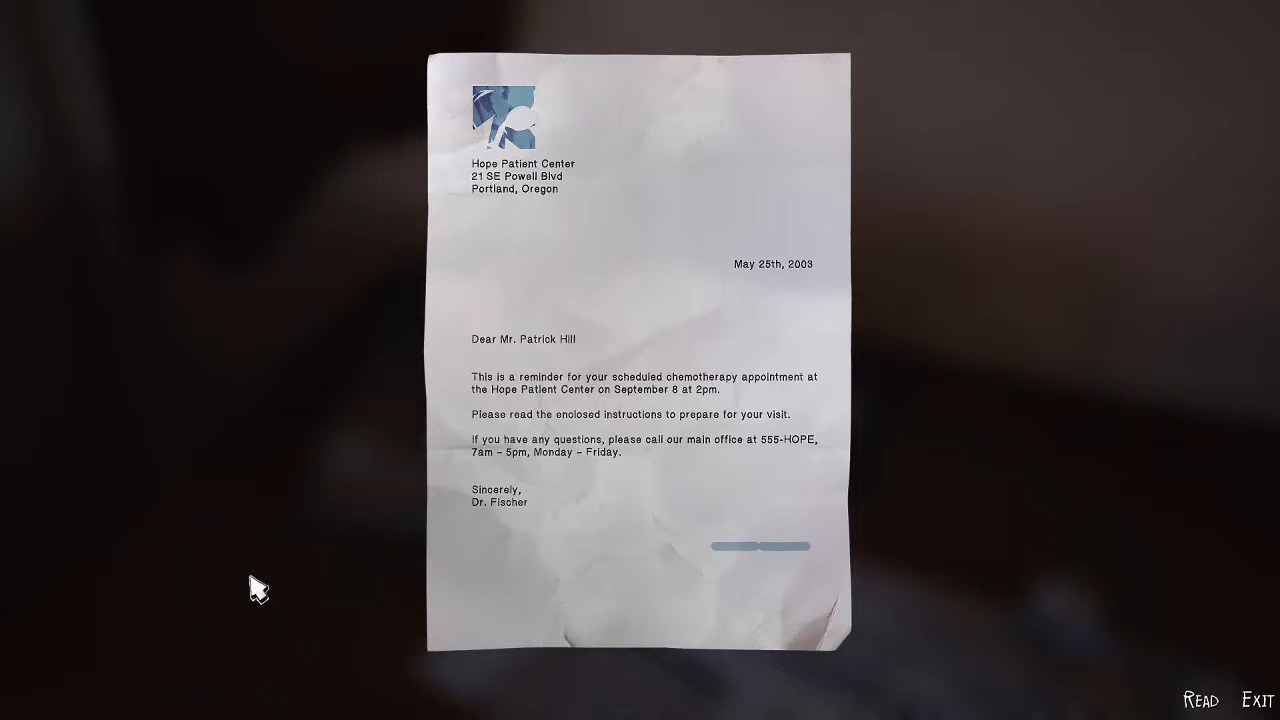 Hope Patient Center
21 SE Powell Blvd
Portland, Oregon
May 25th, 2003
Dear Mr. Patrick Hill
This is a reminder for your scheduled chemotherapy appointment at
the Hope Patient Center on September 8 at 2pm.
Please read the enclosed instructions to prepare for your visit.
If you have any questions, please call our main office at 555-HOPE,
7am – 5pm, Monday – Friday.
Sincerely,
Dr. Fischer
READ EXIT